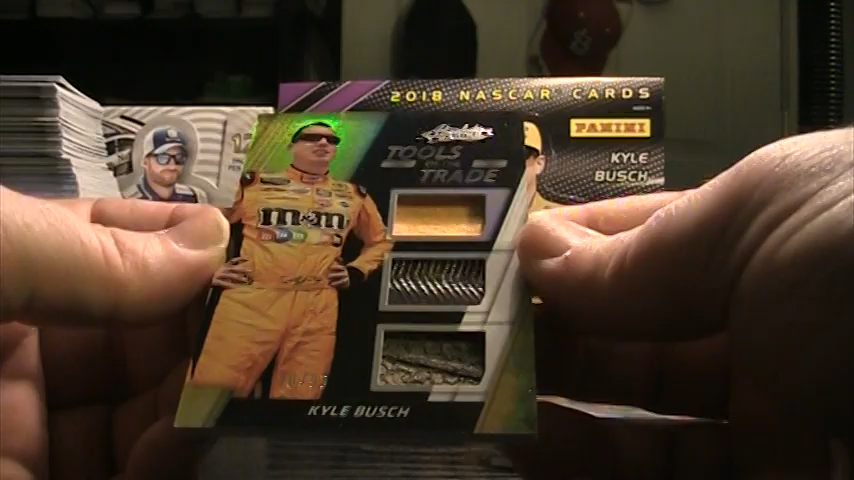 2018 NASCAR CARDS
PANINI
KYLE
BUSCH
Absolute
TOOLS
OF THE
TRADE
m&m's
KYLE BUSCH